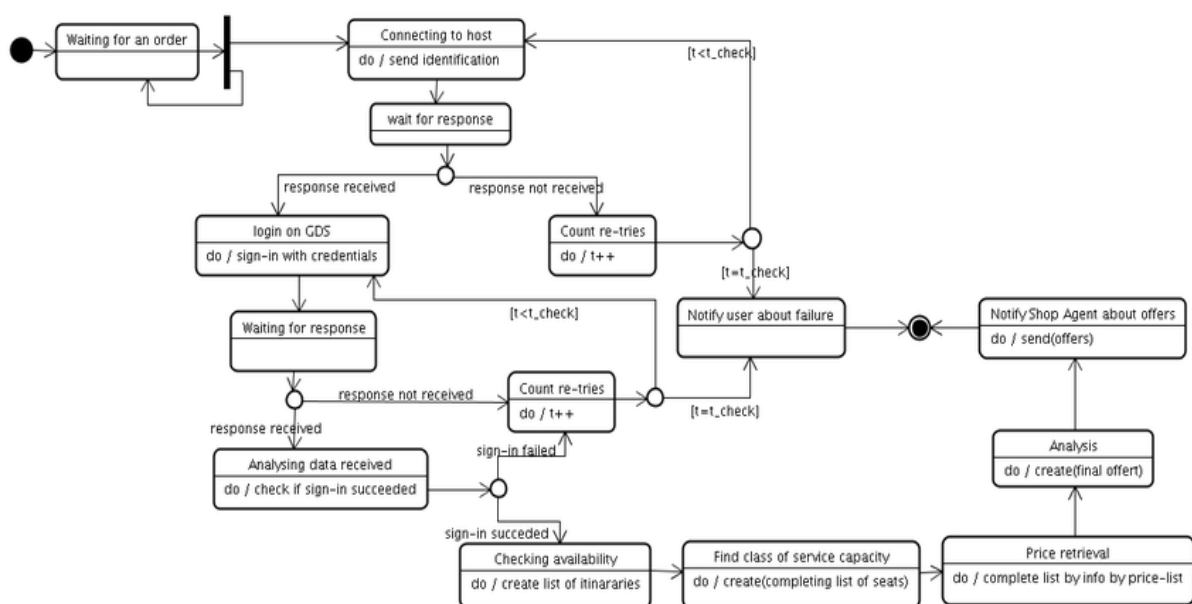 Waiting for an order
Connecting to host
do / send identification
[t<t_check]
wait for response
response received
response not received
login on GDS
do / sign-in with credentials
Count re-tries
do / t++
[t=t_check]
Waiting for response
[t<t_check]
Notify user about failure
Notify Shop Agent about offers
do / send(offers)
response not received
Count re-tries
do / t++
[t=t_check]
response received
Analysing data received
do / check if sign-in succeeded
sign-in failed
Analysis
do / create(final offert)
sign-in succeded
Checking availability
do / create list of itinararies
Find class of service capacity
do / create(completing list of seats)
Price retrieval
do / complete list by info by price-list